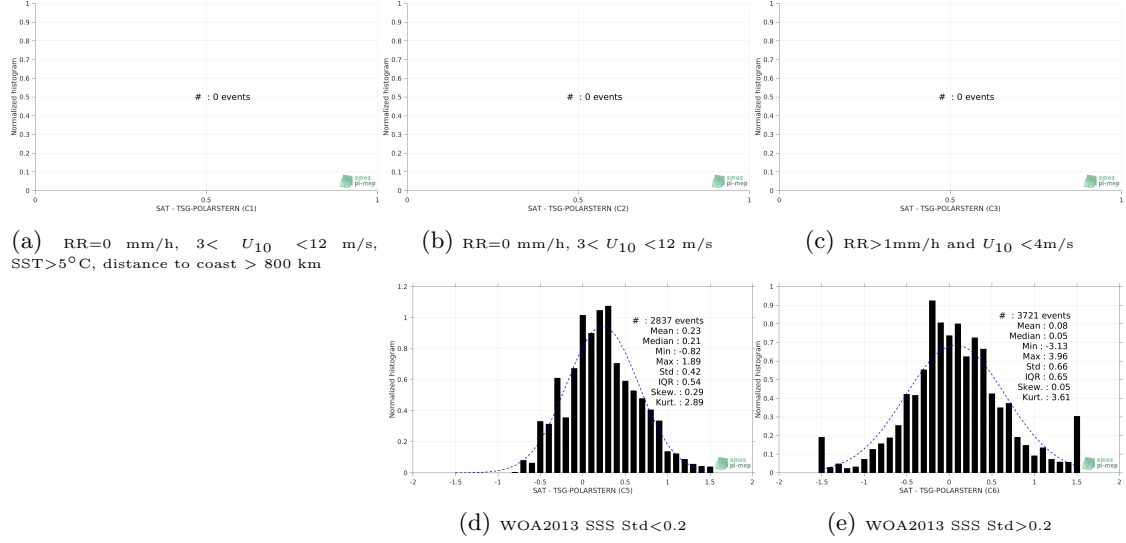 1
0.9
0.8
0.7
0.6
0.5
0.4
0.3
0.2
0.1
0
Normalized histogram
# : 0 events
smos
pi-mep
0 0.5 1
SAT - TSG-POLARSTERN (C1)
(a) RR=0 mm/h, 3< U10 <12 m/s,
SST>5°C, distance to coast > 800 km
1
0.9
0.8
0.7
0.6
0.5
0.4
0.3
0.2
0.1
0
Normalized histogram
# : 0 events
smos
pi-mep
0 0.5 1
SAT - TSG-POLARSTERN (C2)
(b) RR=0 mm/h, 3< U10 <12 m/s
1
0.9
0.8
0.7
0.6
0.5
0.4
0.3
0.2
0.1
0
Normalized histogram
# : 0 events
smos
pi-mep
0 0.5 1
SAT - TSG-POLARSTERN (C3)
(c) RR>1mm/h and U10 <4m/s
1.2
1
0.8
0.6
0.4
0.2
0
Normalized histogram
# : 2837 events
Mean : 0.23
Median : 0.21
Min : -0.82
Max : 1.89
Std : 0.42
IQR : 0.54
Skew. : 0.29
Kurt. : 2.89
smos
pi-mep
-2 -1.5 -1 -0.5 0 0.5 1 1.5 2
SAT - TSG-POLARSTERN (C5)
(d) WOA2013 SSS Std<0.2
1
0.9
0.8
0.7
0.6
0.5
0.4
0.3
0.2
0.1
0
Normalized histogram
# : 3721 events
Mean : 0.08
Median : 0.05
Min : -3.13
Max : 3.96
Std : 0.66
IQR : 0.65
Skew. : 0.05
Kurt. : 3.61
smos
pi-mep
-2 -1.5 -1 -0.5 0 0.5 1 1.5 2
SAT - TSG-POLARSTERN (C6)
(e) WOA2013 SSS Std>0.2